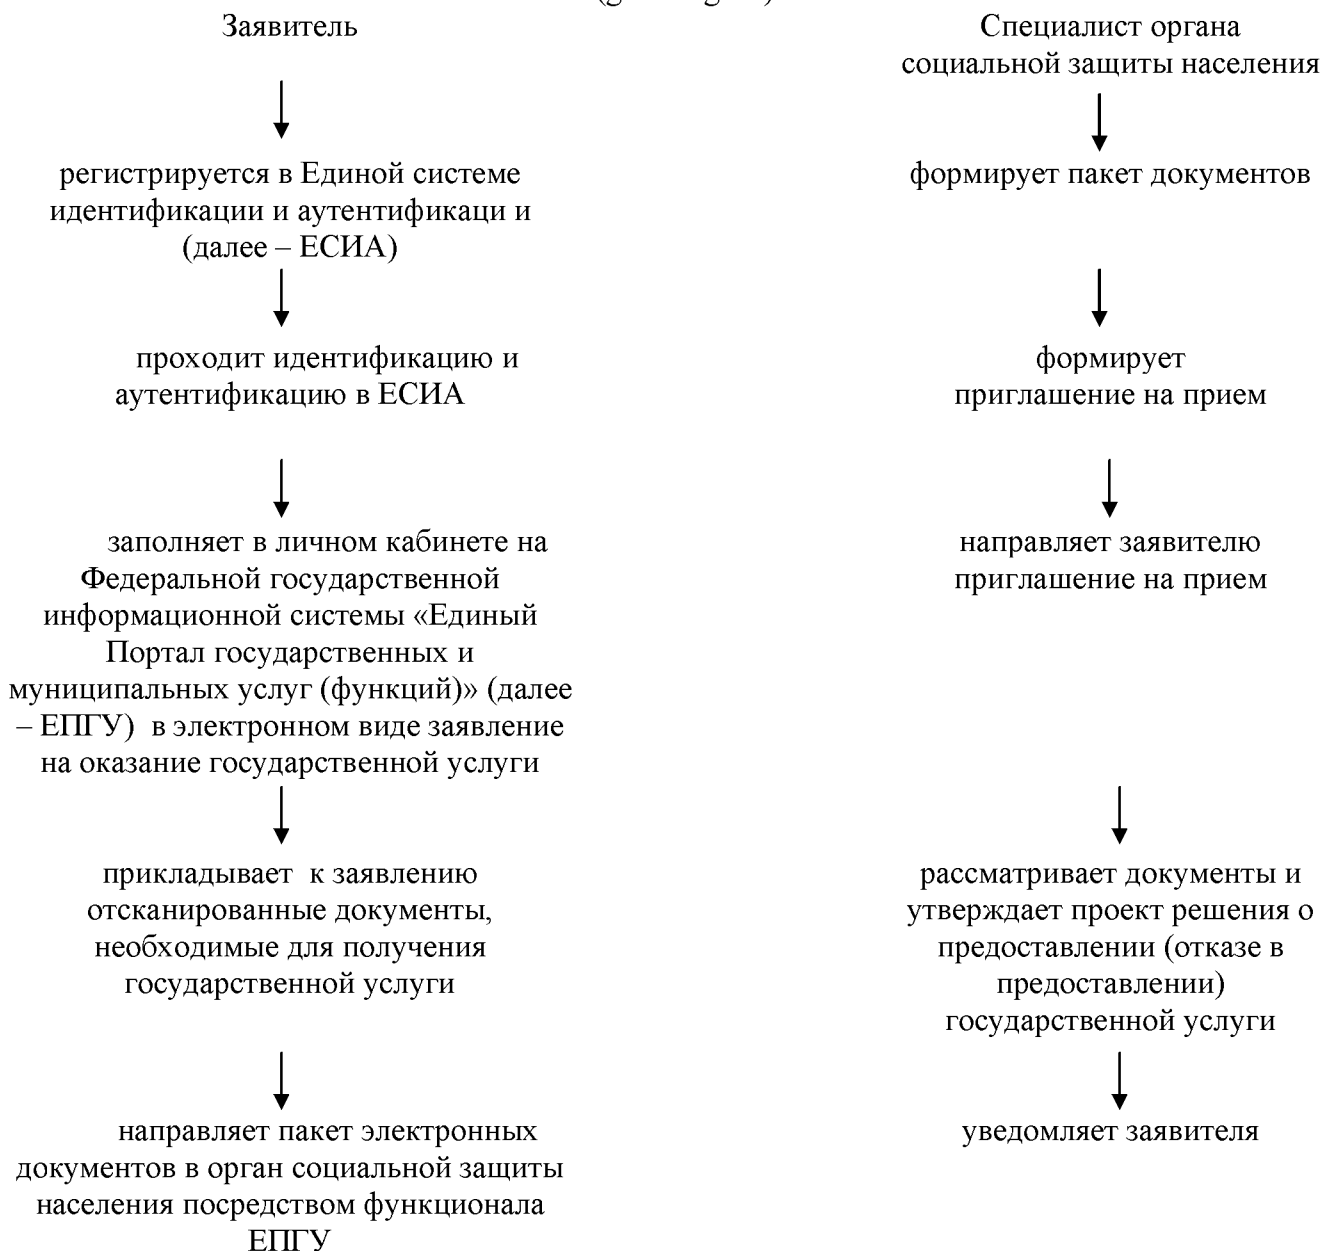 Заявитель
регистрируется в Единой системе
идентификации и аутентификаци и
(далее – ЕСИА)
проходит идентификацию и
аутентификацию в ЕСИА
заполняет в личном кабинете на
Федеральной государственной
информационной системы «Единый
Портал государственных и
муниципальных услуг (функций)» (далее
– ЕПГУ) в электронном виде заявление
на оказание государственной услуги
прикладывает к заявлению
отсканированные документы,
необходимые для получения
государственной услуги
направляет пакет электронных
документов в орган социальной защиты
населения посредством функционала
ЕПГУ
Специалист органа
социальной защиты населения
формирует пакет документов
формирует
приглашение на прием
направляет заявителю
приглашение на прием
рассматривает документы и
утверждает проект решения о
предоставлении (отказе в
предоставлении)
государственной услуги
уведомляет заявителя